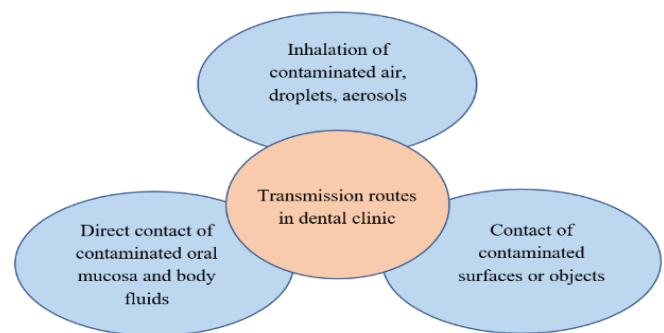 Inhalation of
contaminated air,
droplets, aerosols
Transmission routes
in dental clinic
Direct contact of
contaminated oral
mucosa and body
fluids
Contact of
contaminated
surfaces or objects